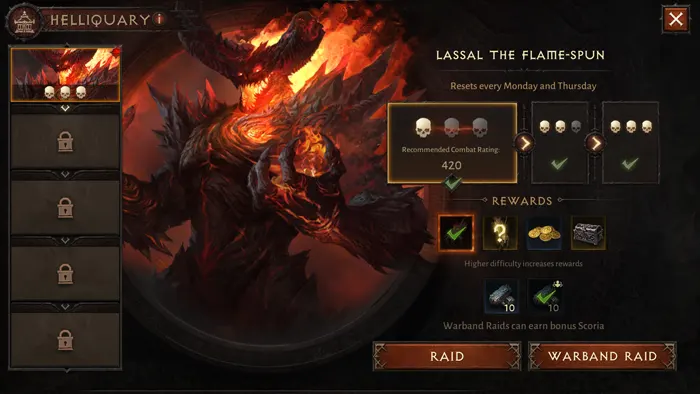 HELLIQUARY i
LASSAL THE FLAME-SPUN
Resets every Monday and Thursday
Recommended Combat Rating:
420
REWARDS
?
Higher difficulty increases rewards
10
10
Warband Raids can earn bonus Scoria
RAID
WARBAND RAID